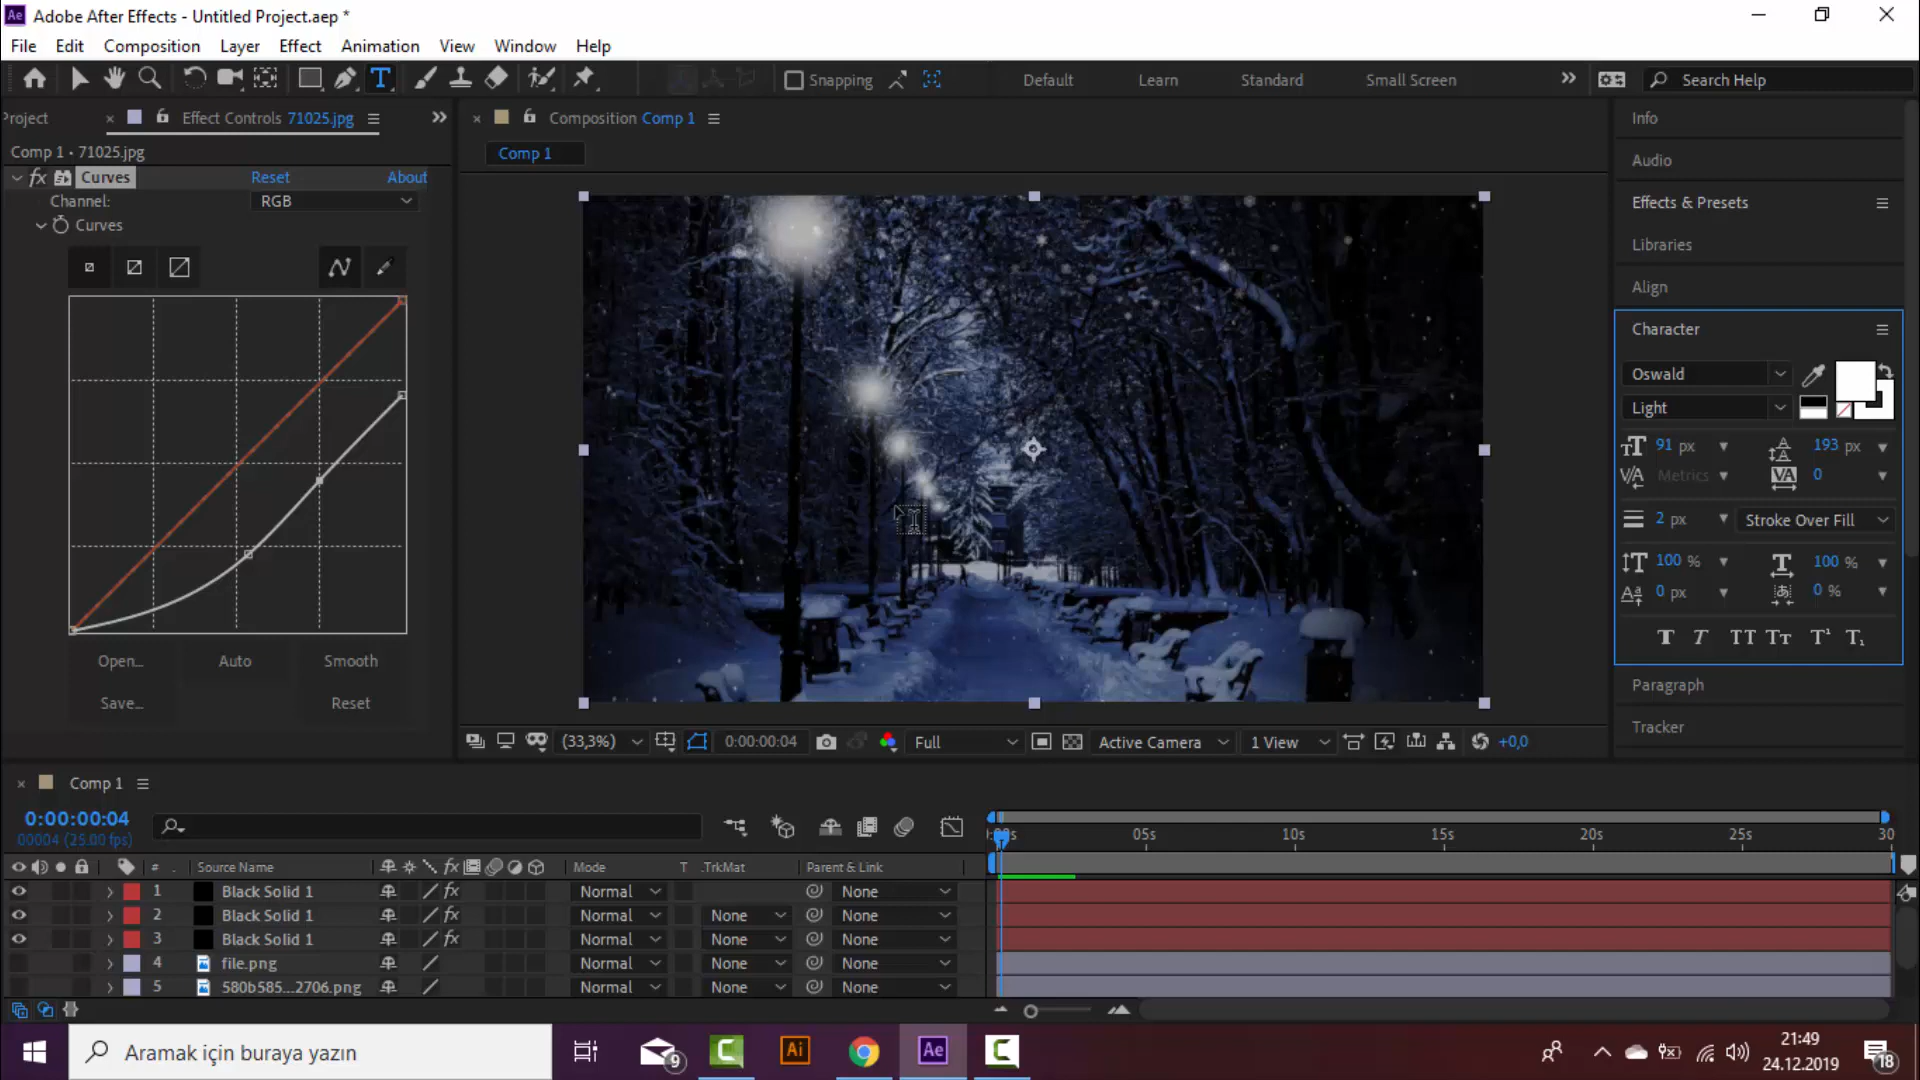 Adobe After Effects - Untitled Project.aep *
File Edit Composition Layer Effect Animation View Window Help
Snapping Default Learn Standard Small Screen Search Help
Project Effect Controls 71025.jpg
Comp 1 • 71025.jpg
fx Curves Reset About
Channel: RGB
Curves
Open... Auto Smooth
Save... Reset
Composition Comp 1
Comp 1
(33,3%) 0:00:00:04 Full Active Camera 1 View +0,0
Info
Audio
Effects & Presets
Libraries
Align
Character
Oswald
Light
91 px 193 px
Metrics 0
2 px Stroke Over Fill
100 % 100 %
0 px 0 %
Paragraph
Tracker
Comp 1
0:00:00:04
00004 (25.00 fps)
05s 10s 15s 20s 25s 30
# Source Name Mode T .TrkMat Parent & Link
1 Black Solid 1 Normal None
2 Black Solid 1 Normal None None
3 Black Solid 1 Normal None None
4 file.png Normal None None
5 580b585...2706.png Normal None None
Aramak için buraya yazın
9
Ai
Ae
21:49
24.12.2019
18